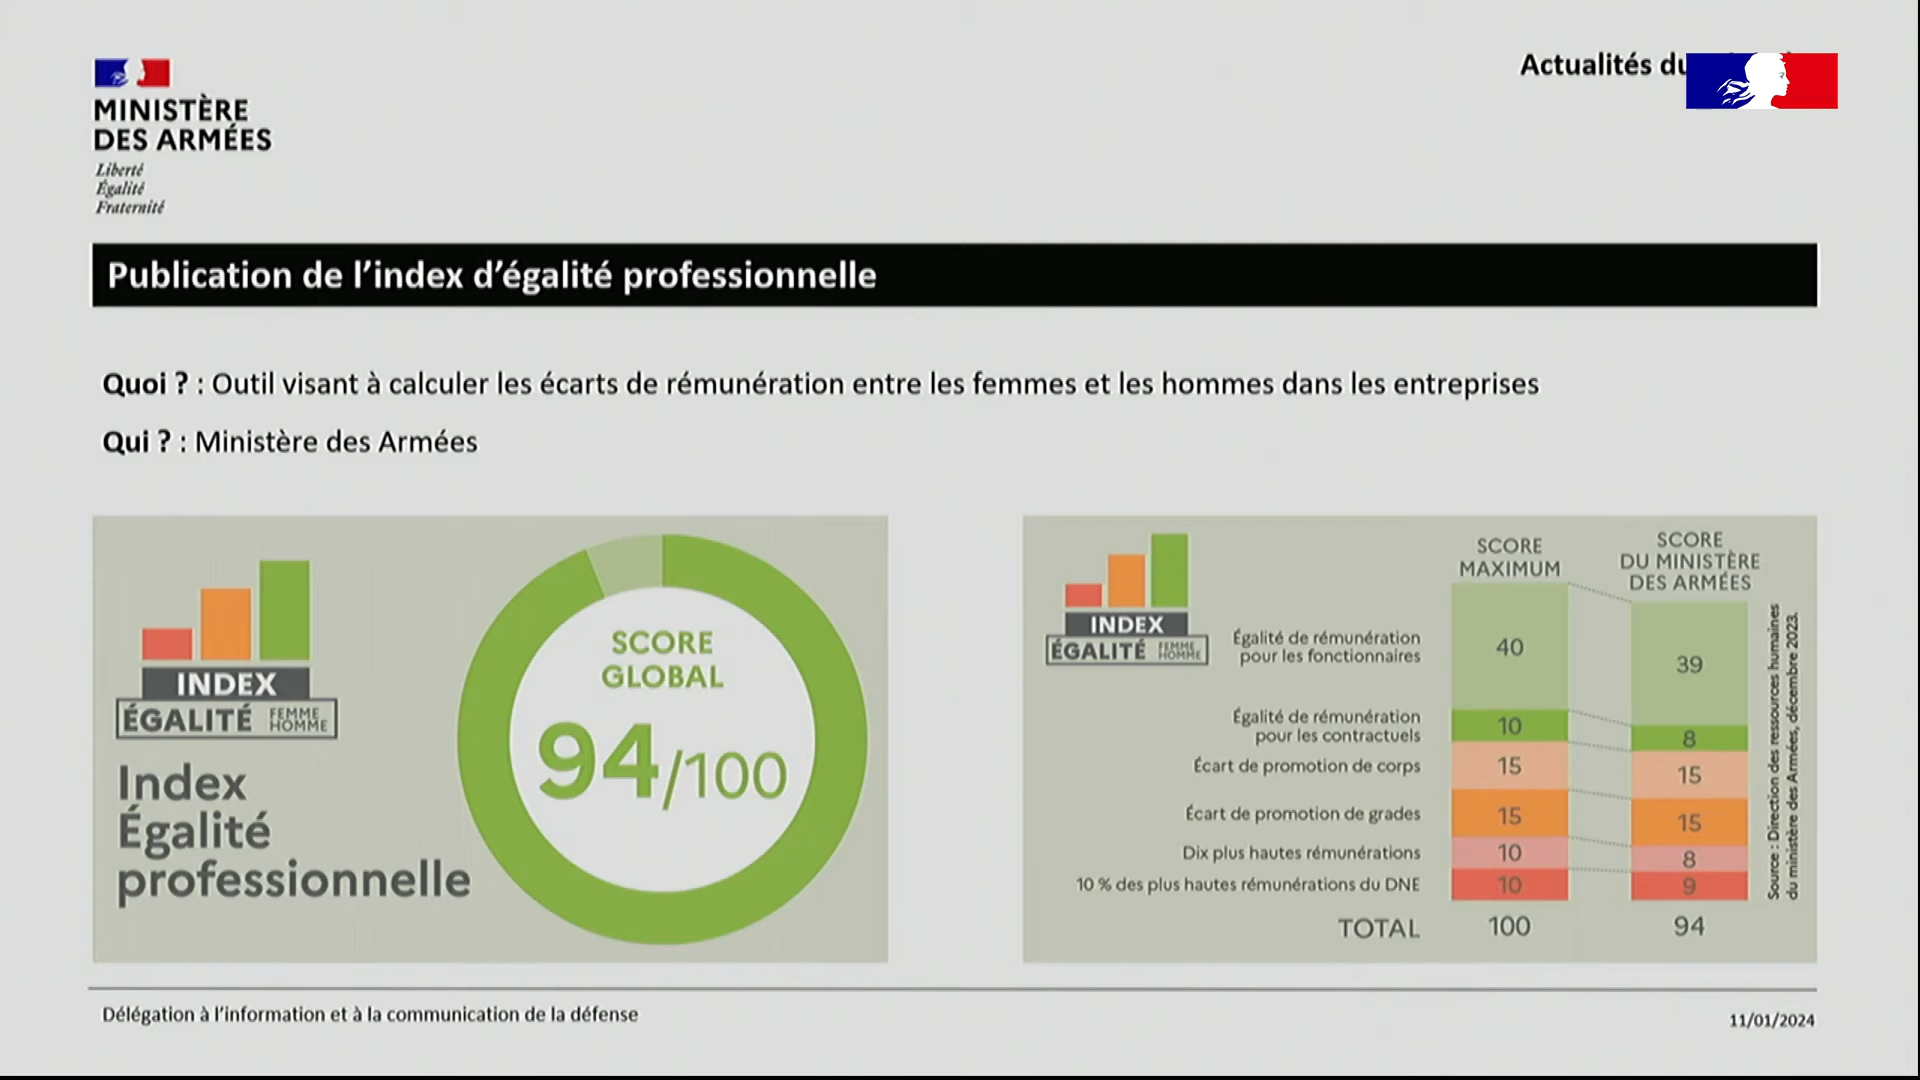 MINISTÈRE
DES ARMÉES
Liberté
Égalité
Fraternité
Actualités du
Publication de l’index d’égalité professionnelle
Quoi ? : Outil visant à calculer les écarts de rémunération entre les femmes et les hommes dans les entreprises
Qui ? : Ministère des Armées
INDEX
ÉGALITÉ FEMME
HOMME
Index
Égalité
professionnelle
SCORE
GLOBAL
94/100
INDEX
ÉGALITÉ FEMME
HOMME
SCORE
MAXIMUM
SCORE
DU MINISTÈRE
DES ARMÉES
Égalité de rémunération
pour les fonctionnaires
40
39
Égalité de rémunération
pour les contractuels
10
8
Écart de promotion de corps
15
15
Écart de promotion de grades
15
15
Dix plus hautes rémunérations
10
8
10 % des plus hautes rémunérations du DNE
10
9
TOTAL
100
94
Source : Direction des ressources humaines
du ministère des Armées, décembre 2023.
Délégation à l’information et à la communication de la défense
11/01/2024